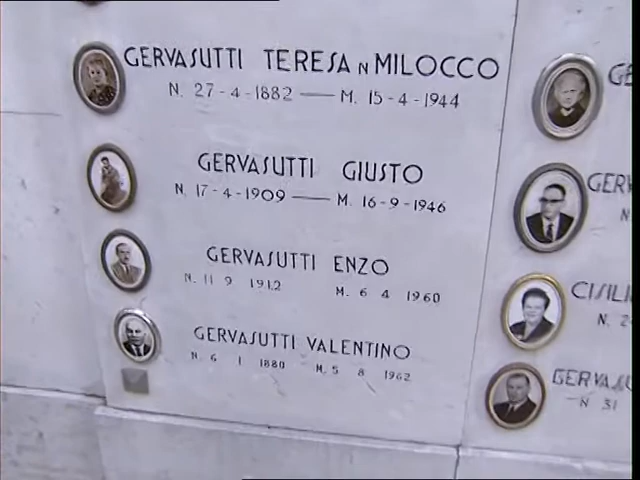 GERVASUTTI TERESA N MILOCCO
N. 27-4-1882 — M. 15-4-1944
GERVASUTTI GIUSTO
N. 17-4-1909 — M. 16-9-1946
GERVASUTTI ENZO
N. 11 9 1912 M. 6 4 1960
GERVASUTTI VALENTINO
N. 6 1 1880 M. 5 8 1962